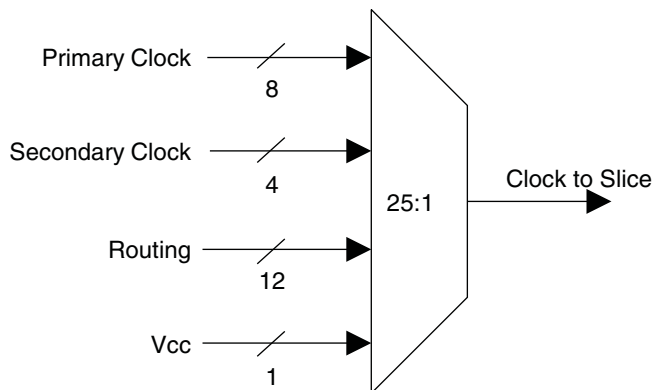 Primary Clock
8
Secondary Clock
4
25:1
Clock to Slice
Routing
12
Vcc
1